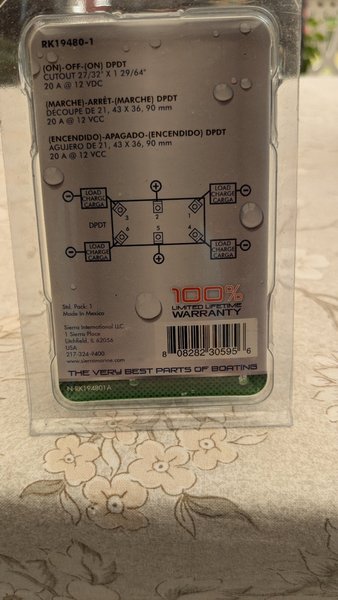 RK19480-1
(ON)-OFF-(ON) DPDT
CUTOUT 27/32" X 1 29/64"
20 A @ 12 VDC
(MARCHE)-ARRÊT-(MARCHE) DPDT
DÉCOUPE DE 21, 43 X 36, 90 mm
20 A @ 12 VCC
(ENCENDIDO)-APAGADO-(ENCENDIDO) DPDT
AGUJERO DE 21, 43 X 36, 90 mm
20 A @ 12 VCC
LOAD
CHARGE
CARGA
LOAD
CHARGE
CARGA
3
2
1
DPDT
6
5
4
LOAD
CHARGE
CARGA
LOAD
CHARGE
CARGA
Std. Pack: 1
Made In Mexico
Sierra International LLC
1 Sierra Place
Litchfield, IL 62056
USA
217-324-9400
www.sierramarine.com
100%
LIMITED LIFETIME
WARRANTY
8 08282 30595 6
THE VERY BEST PARTS OF BOATING
N-RK194801A